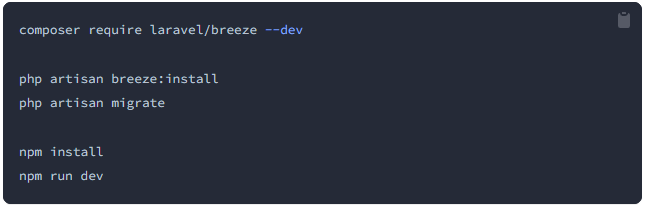 composer require laravel/breeze --dev
php artisan breeze:install
php artisan migrate
npm install
npm run dev